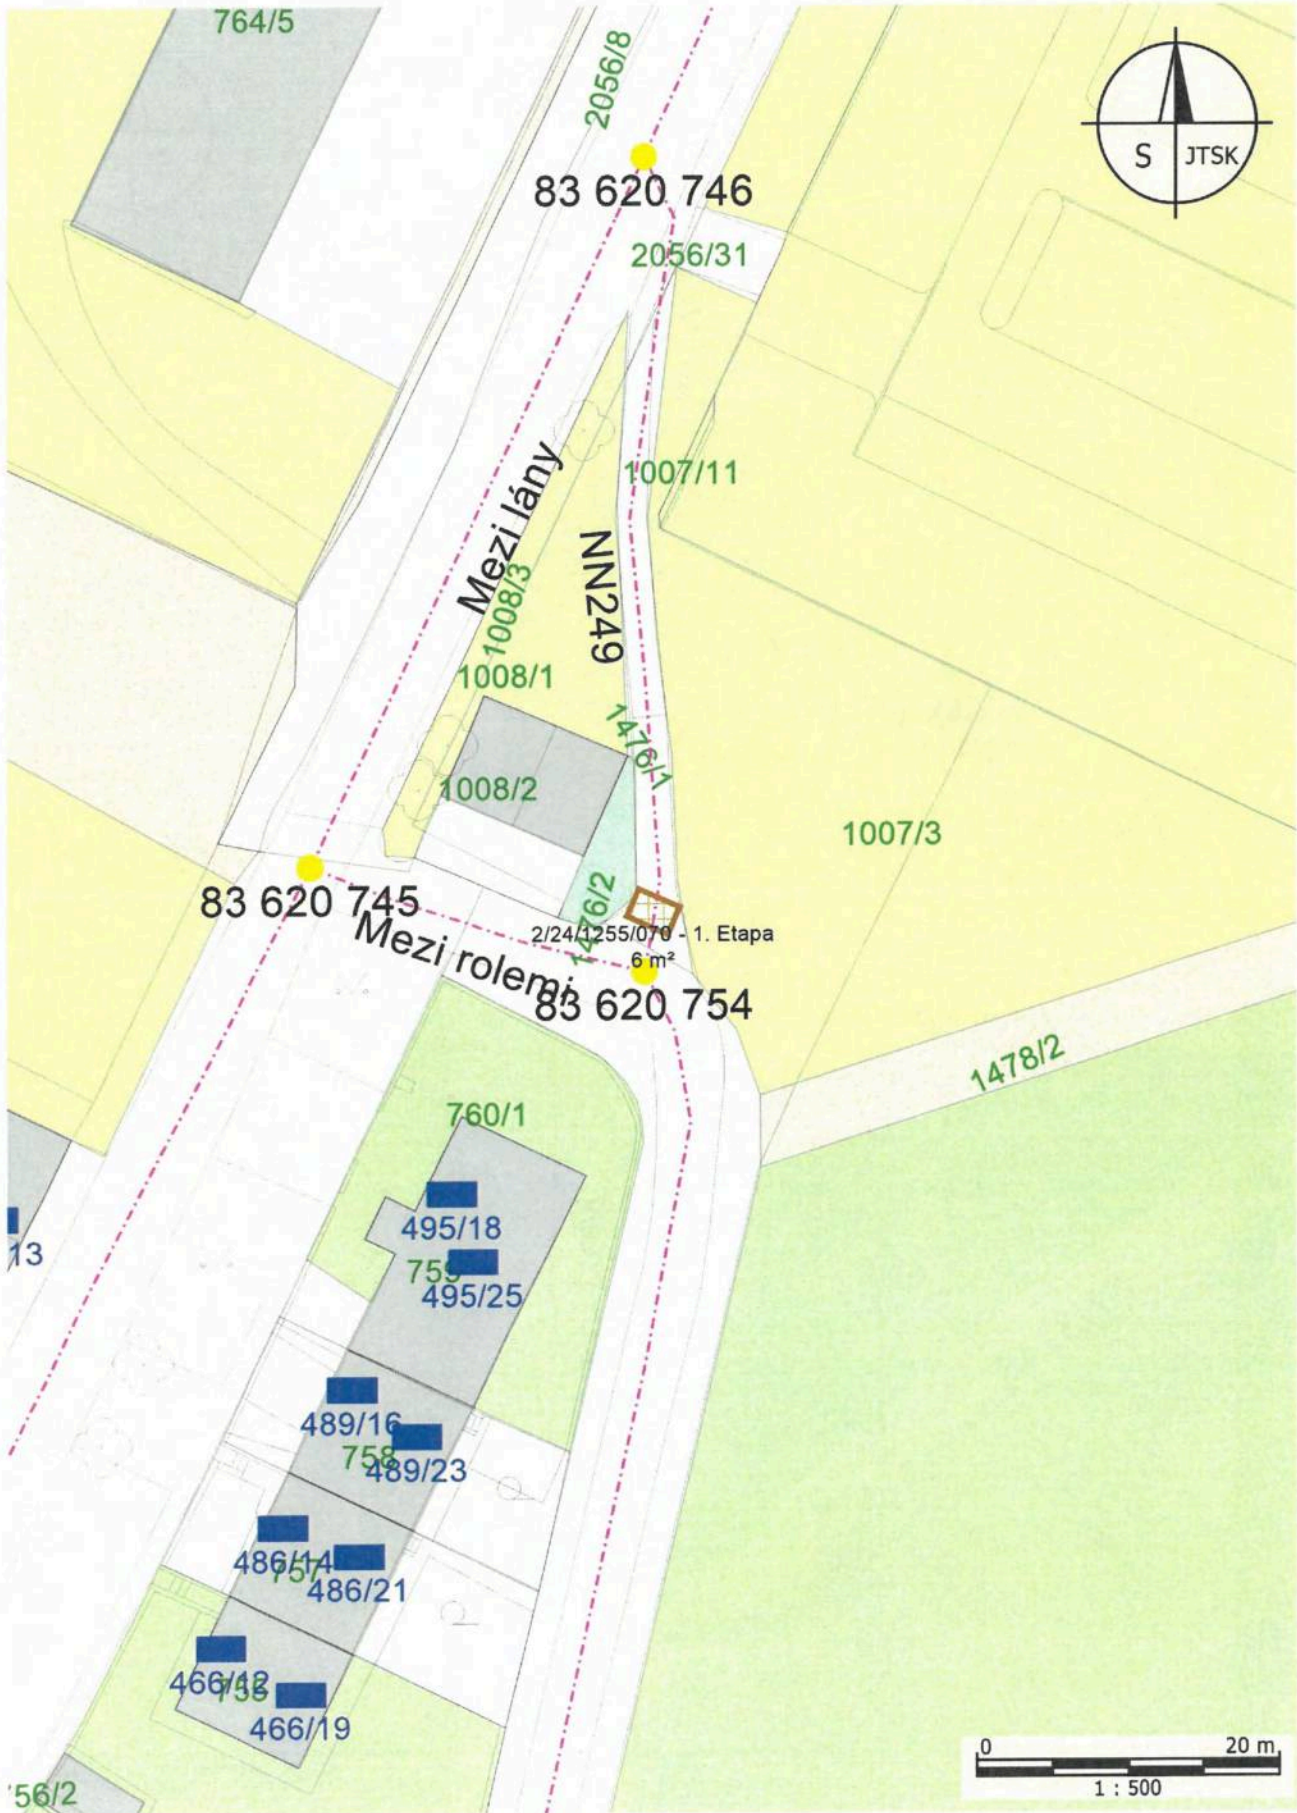 764/5
2056/8
S JTSK
83 620 746
2056/31
Mezi lány
1007/11
NN249
1008/3
1008/1
1476/1
1008/2
1007/3
83 620 745
1476/2
Mezi rolemi
2/24/1255/070 - 1. Etapa
6 m²
83 620 754
1478/2
760/1
495/18
13
759
495/25
489/16
758
489/23
486/14
757
486/21
466/12
755
466/19
0 20 m
1 : 500
56/2